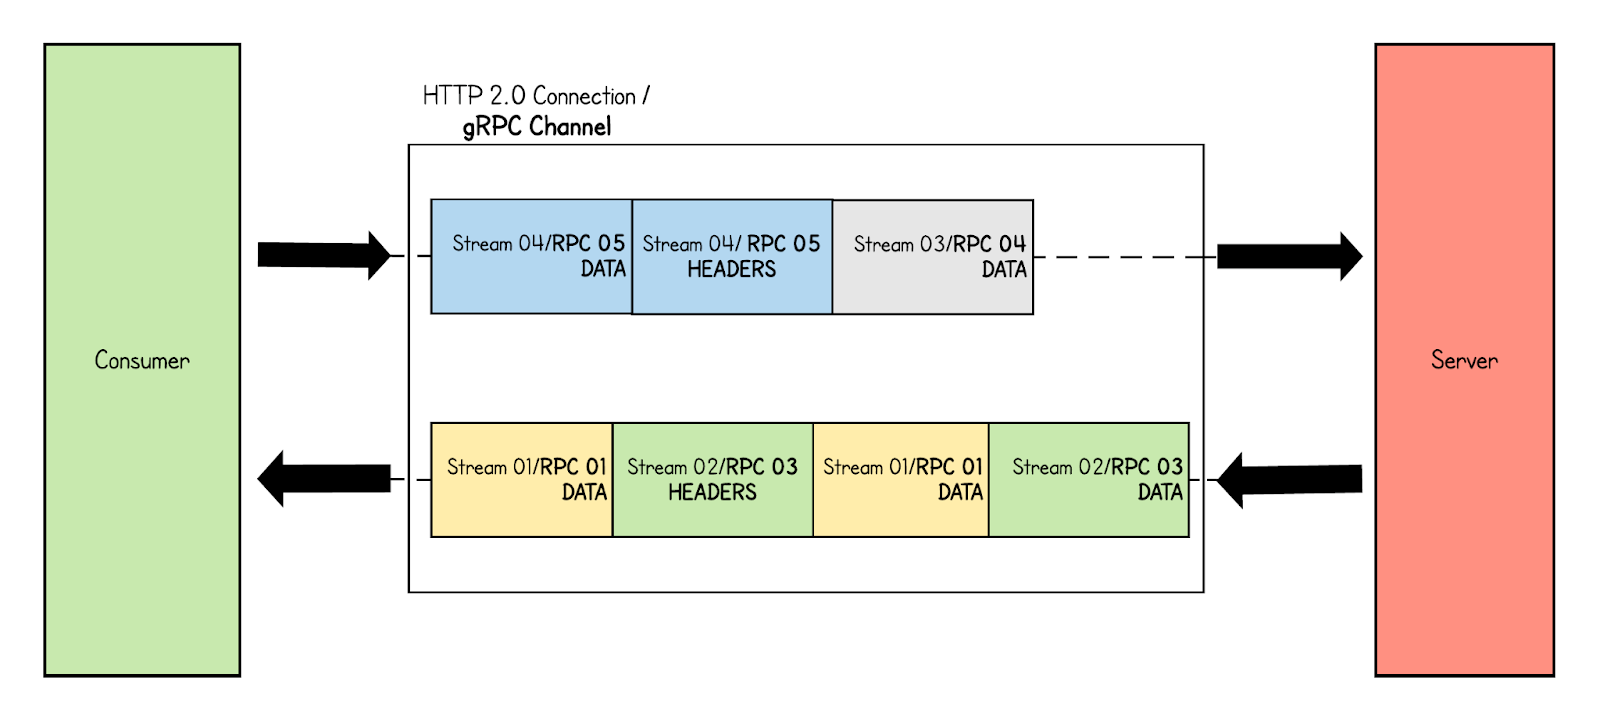 HTTP 2.0 Connection /
gRPC Channel
Consumer
Stream 04/RPC 05
DATA
Stream 04/ RPC 05
HEADERS
Stream 03/RPC 04
DATA
Server
Stream 01/RPC 01
DATA
Stream 02/RPC 03
HEADERS
Stream 01/RPC 01
DATA
Stream 02/RPC 03
DATA